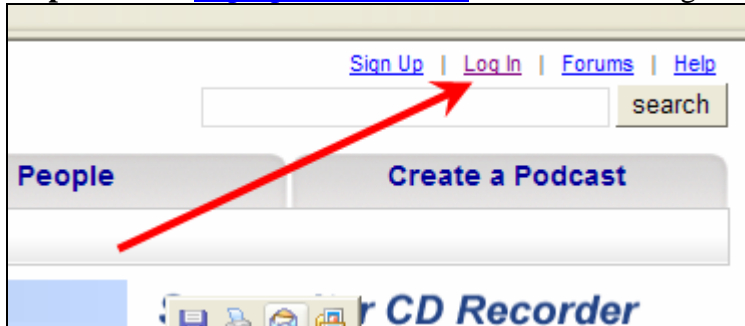 Sign Up | Log In | Forums | Help
search
People
Create a Podcast
r CD Recorder